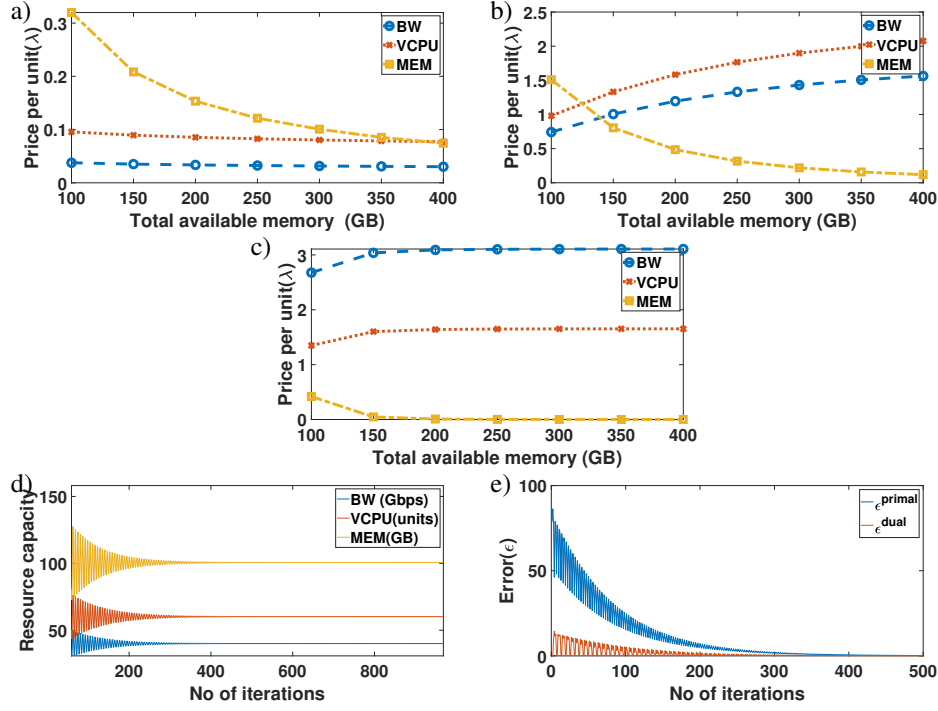 a)
Price per unit(λ)
0.3
0.2
0.1
0
BW
VCPU
MEM
100 150 200 250 300 350 400
Total available memory (GB)
b)
Price per unit(λ)
2.5
2
1.5
1
0.5
0
BW
VCPU
MEM
100 150 200 250 300 350 400
Total available memory (GB)
c)
Price per unit(λ)
3
2
1
0
BW
VCPU
MEM
100 150 200 250 300 350 400
Total available memory (GB)
d)
Resource capacity
150
100
50
BW (Gbps)
VCPU(units)
MEM(GB)
200 400 600 800
No of iterations
e)
Error(ϵ)
100
50
0
ϵprimal
ϵdual
0 100 200 300 400 500
No of iterations